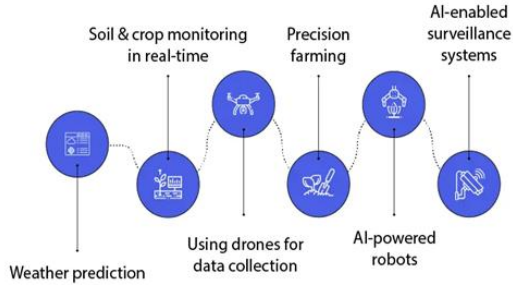 Soil & crop monitoring
in real-time
Precision
farming
AI-enabled
surveillance
systems
Weather prediction
Using drones for
data collection
AI-powered
robots